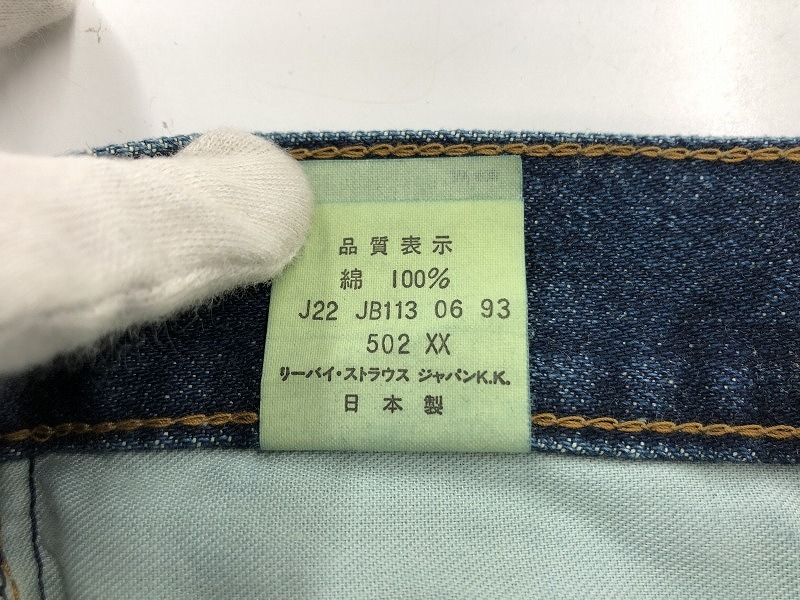 品質表示
綿 100%
J22 JB113 06 93
502 XX
リーバイ・ストラウス ジャパンK.K.
日本製